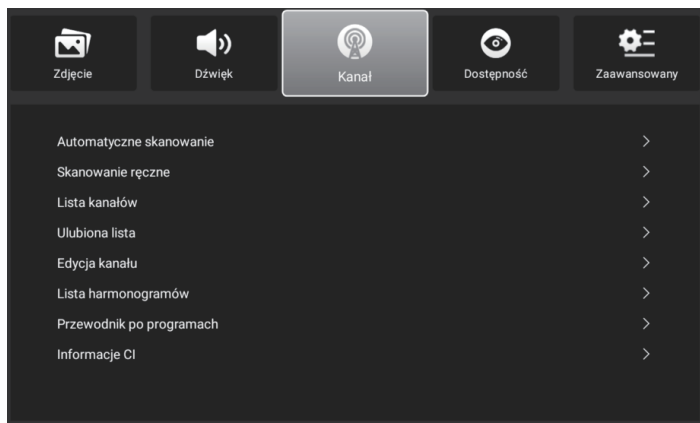 Zdjęcie Dźwięk Kanał Dostępność Zaawansowany
Automatyczne skanowanie
Skanowanie ręczne
Lista kanałów
Ulubiona lista
Edycja kanału
Lista harmonogramów
Przewodnik po programach
Informacje CI